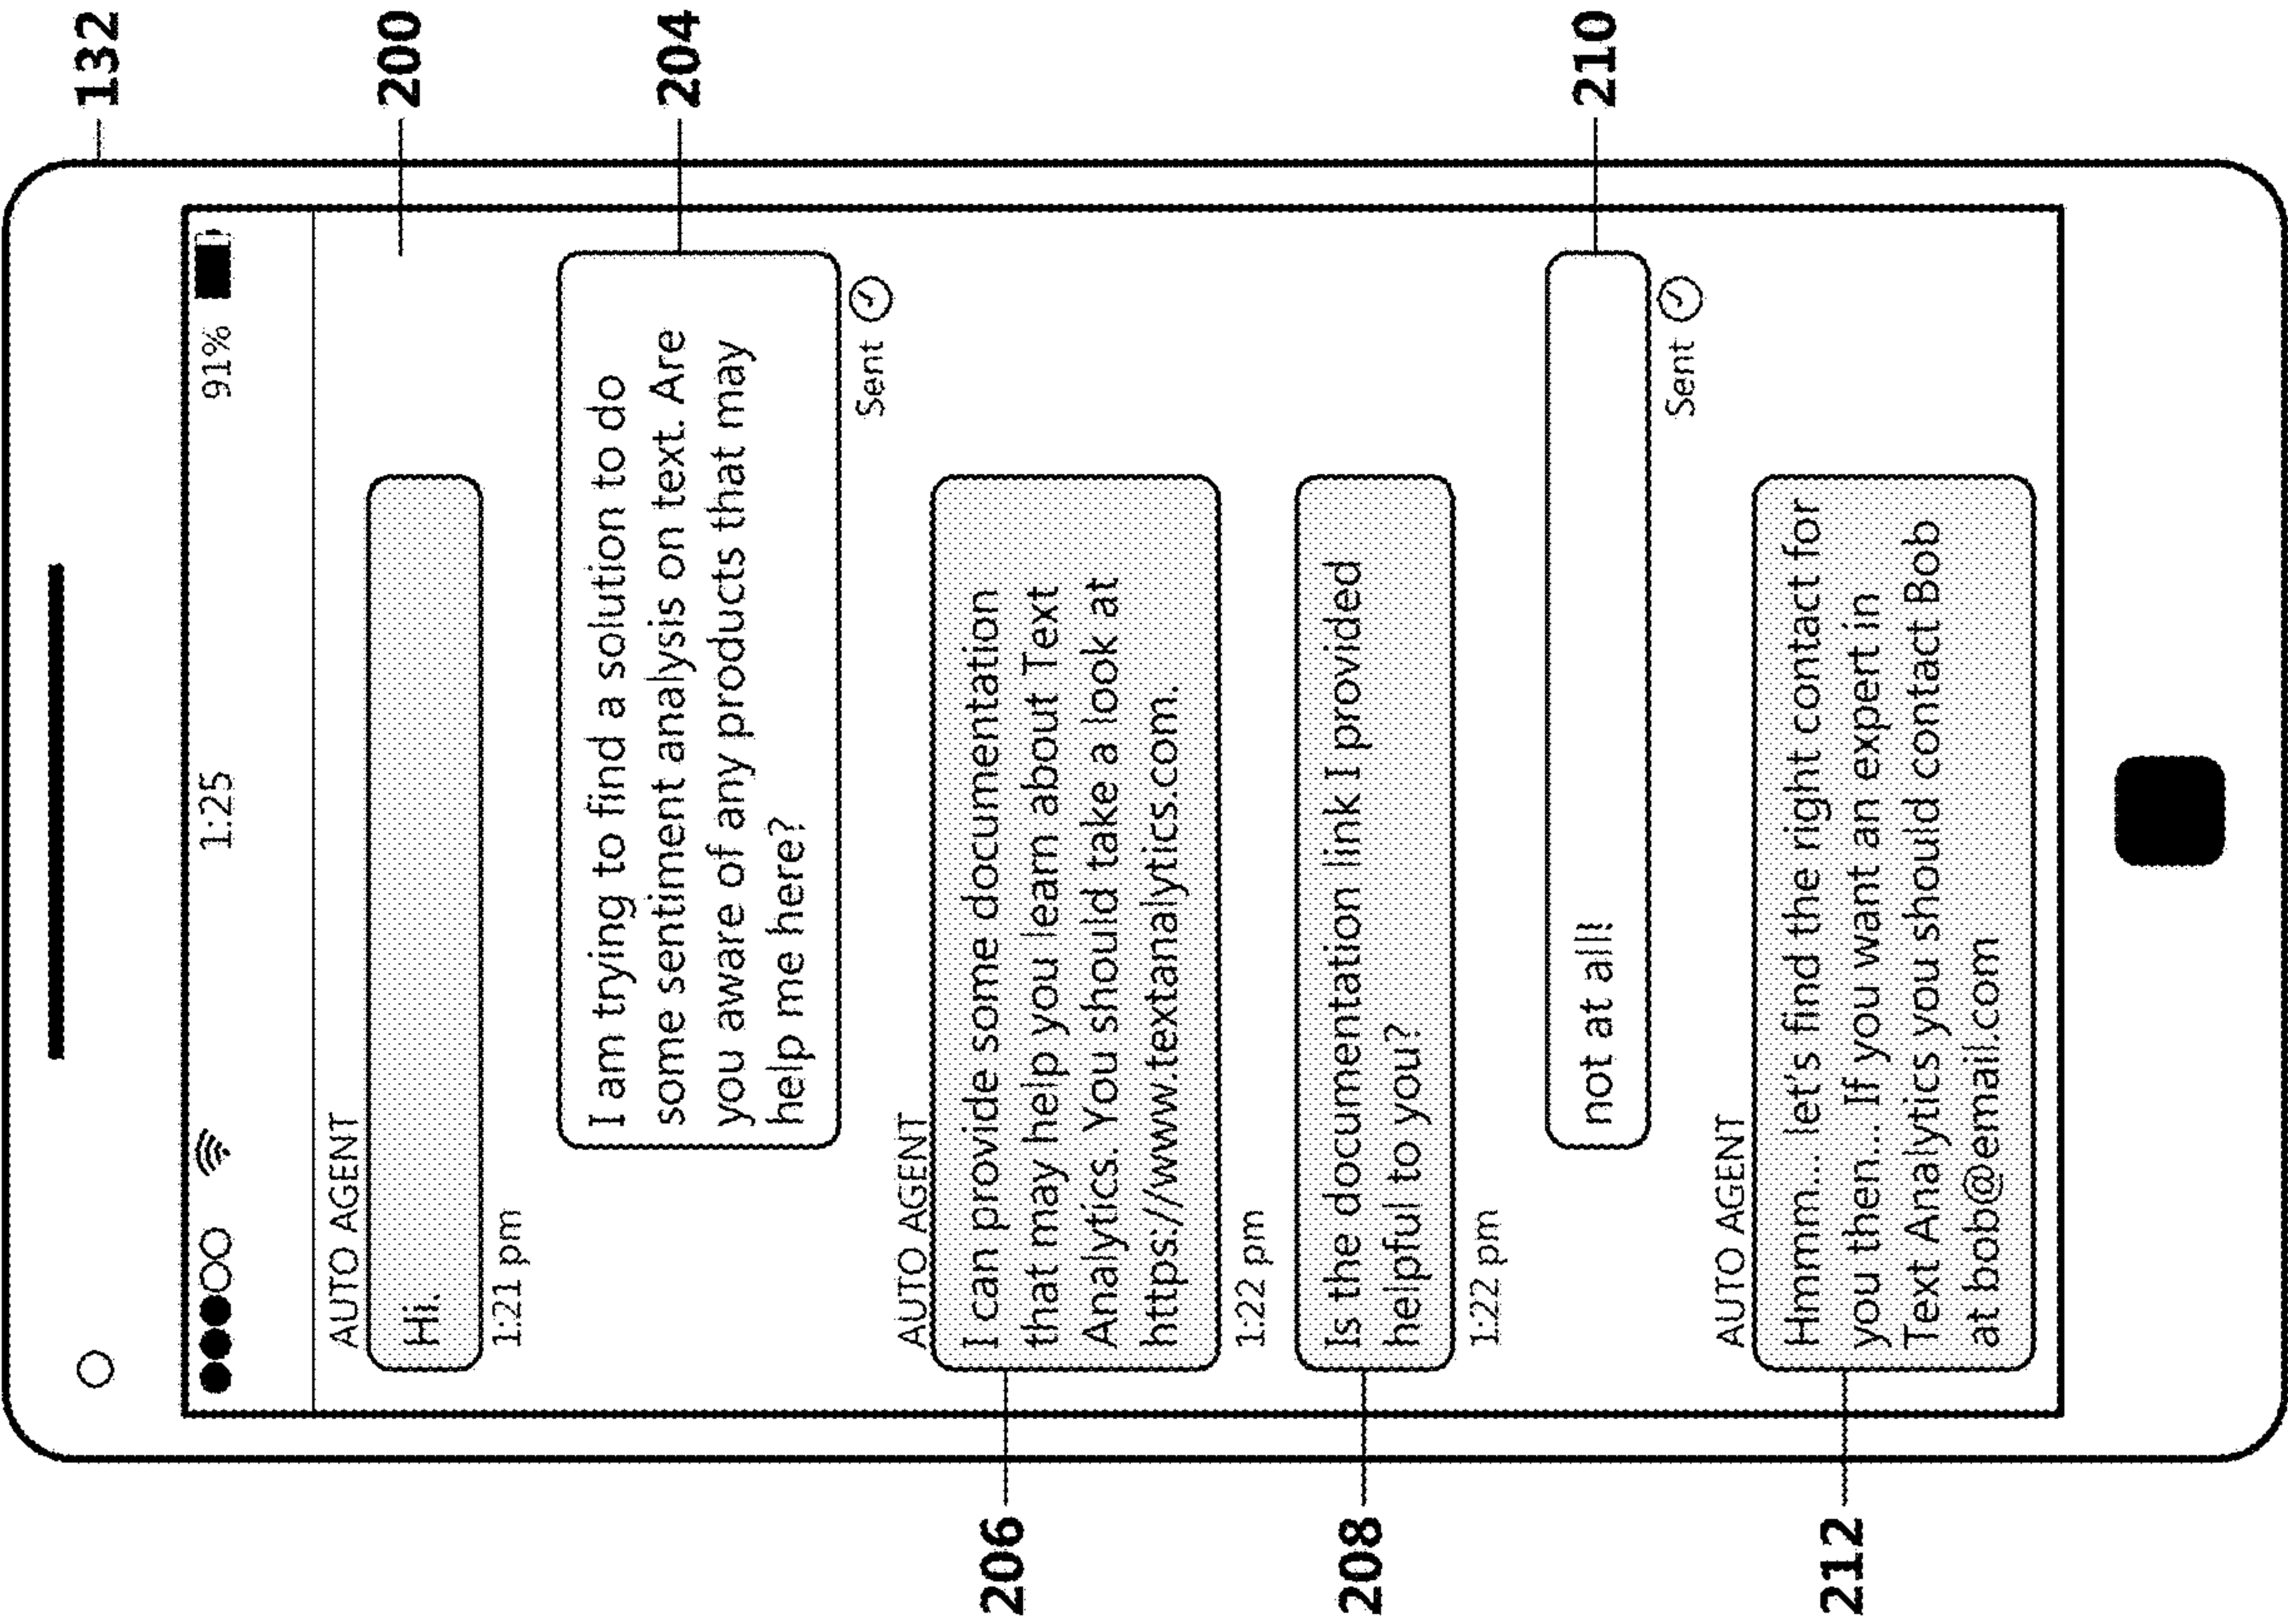 132
1:25
91%
200
AUTO AGENT
Hi.
1:21 pm
204
I am trying to find a solution to do
some sentiment analysis on text. Are
you aware of any products that may
help me here?
Sent
AUTO AGENT
206
I can provide some documentation
that may help you learn about Text
Analytics. You should take a look at
https://www.textanalytics.com.
1:22 pm
208
Is the documentation link I provided
helpful to you?
1:22 pm
210
not at all!
Sent
AUTO AGENT
212
Hmmm... let's find the right contact for
you then... If you want an expert in
Text Analytics you should contact Bob
at bob@email.com